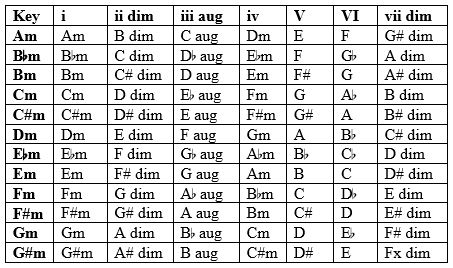 Key i ii dim iii aug iv V VI vii dim
Am Am B dim C aug Dm E F G# dim
B♭m B♭m C dim D♭ aug E♭m F G♭ A dim
Bm Bm C# dim D aug Em F# G A# dim
Cm Cm D dim E♭ aug Fm G A♭ B dim
C#m C#m D# dim E aug F#m G# A B# dim
Dm Dm E dim F aug Gm A B♭ C# dim
E♭m E♭m F dim G♭ aug A♭m B♭ C♭ D dim
Em Em F# dim G aug Am B C D# dim
Fm Fm G dim A♭ aug B♭m C D♭ E dim
F#m F#m G# dim A aug Bm C# D E# dim
Gm Gm A dim B♭ aug Cm D E♭ F# dim
G#m G#m A# dim B aug C#m D# E Fx dim